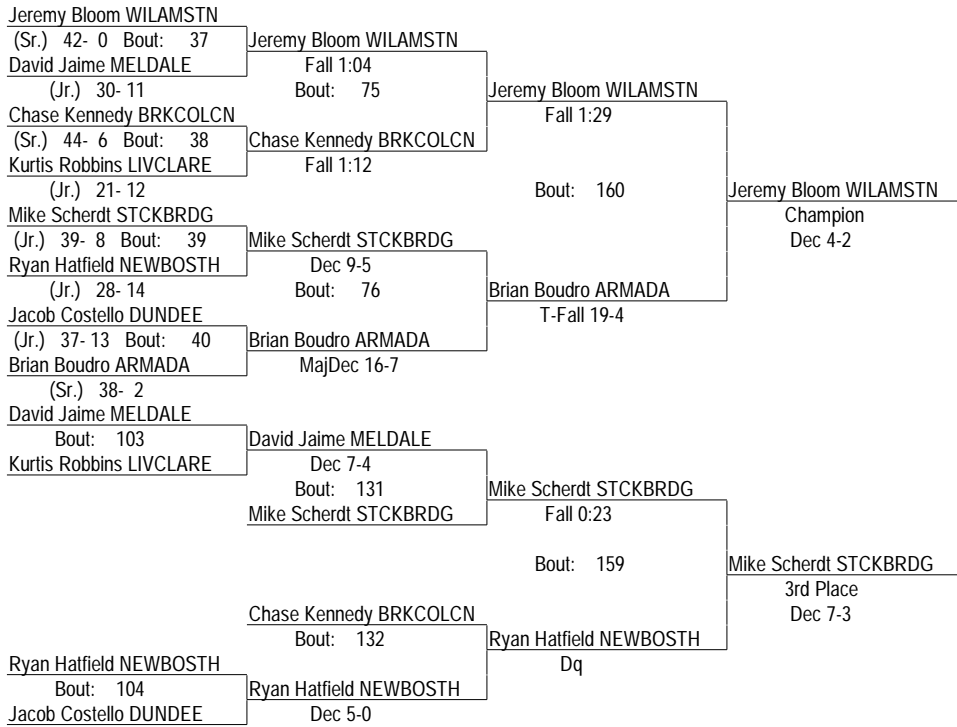 Jeremy Bloom WILAMSTN
(Sr.) 42- 0 Bout: 37 Jeremy Bloom WILAMSTN
David Jaime MELDALE Fall 1:04
(Jr.) 30- 11 Bout: 75 Jeremy Bloom WILAMSTN
Chase Kennedy BRKCOLCN Fall 1:29
(Sr.) 44- 6 Bout: 38 Chase Kennedy BRKCOLCN
Kurtis Robbins LIVCLARE Fall 1:12
(Jr.) 21- 12 Bout: 160 Jeremy Bloom WILAMSTN
Mike Scherdt STCKBRDG Champion
(Jr.) 39- 8 Bout: 39 Mike Scherdt STCKBRDG Dec 4-2
Ryan Hatfield NEWBOSTH Dec 9-5
(Jr.) 28- 14 Bout: 76 Brian Boudro ARMADA
Jacob Costello DUNDEE T-Fall 19-4
(Jr.) 37- 13 Bout: 40 Brian Boudro ARMADA
Brian Boudro ARMADA MajDec 16-7
(Sr.) 38- 2
David Jaime MELDALE
Bout: 103 David Jaime MELDALE
Kurtis Robbins LIVCLARE Dec 7-4
Bout: 131 Mike Scherdt STCKBRDG
Mike Scherdt STCKBRDG Fall 0:23
Bout: 159 Mike Scherdt STCKBRDG
3rd Place
Chase Kennedy BRKCOLCN Dec 7-3
Bout: 132 Ryan Hatfield NEWBOSTH
Ryan Hatfield NEWBOSTH Dq
Bout: 104 Ryan Hatfield NEWBOSTH
Jacob Costello DUNDEE Dec 5-0